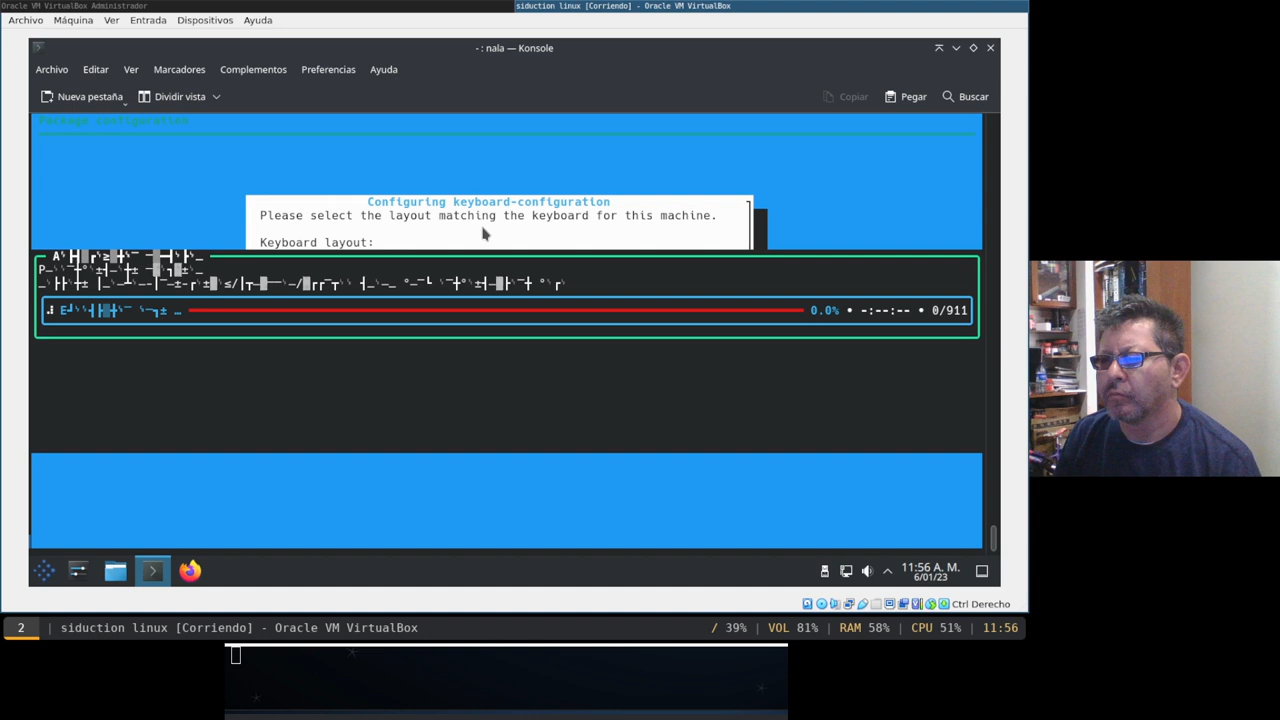 Oracle VM VirtualBox Administrador
siduction linux [Corriendo] - Oracle VM VirtualBox
Archivo Máquina Ver Entrada Dispositivos Ayuda
- : nala — Konsole
Archivo Editar Ver Marcadores Complementos Preferencias Ayuda
Nueva pestaña Dividir vista Copiar Pegar Buscar
Package configuration
Configuring keyboard-configuration
Please select the layout matching the keyboard for this machine.
Keyboard layout:
0.0% • -:--:-- • 0/911
11:56 A. M.
6/01/23
Ctrl Derecho
2 | siduction linux [Corriendo] - Oracle VM VirtualBox / 39% | VOL 81% | RAM 58% | CPU 51% | 11:56